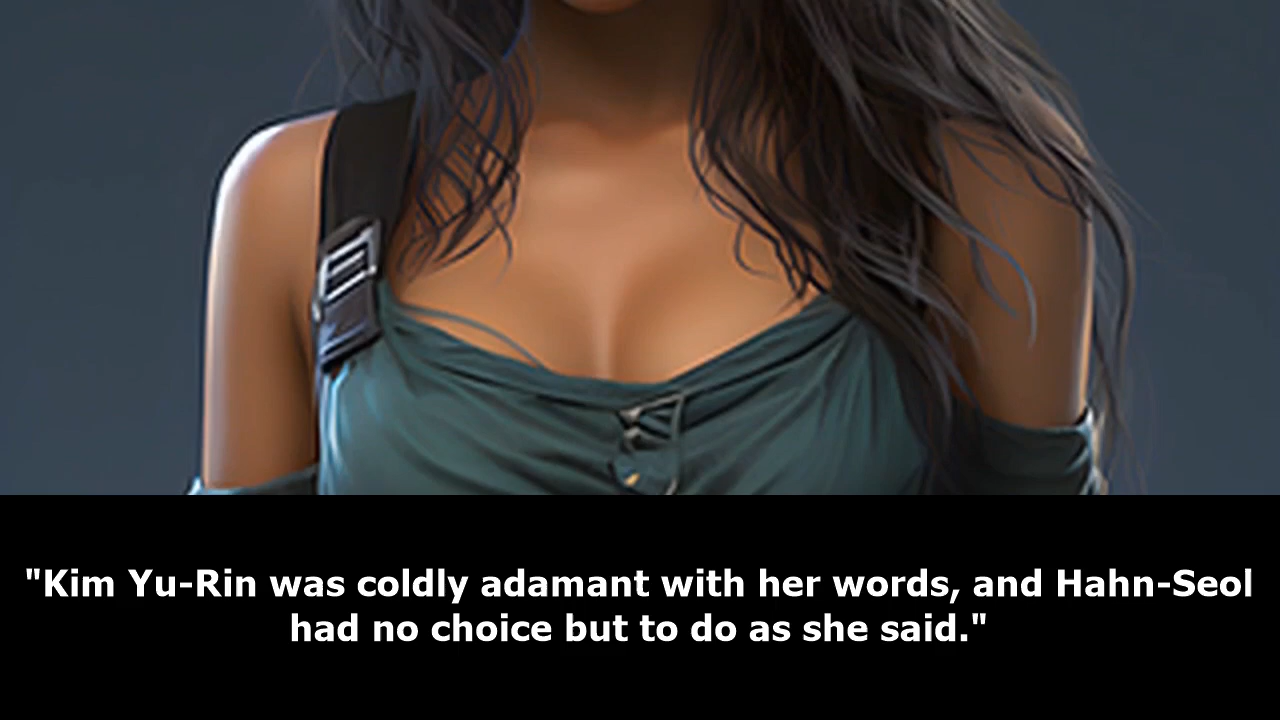 "Kim Yu-Rin was coldly adamant with her words, and Hahn-Seol
had no choice but to do as she said."